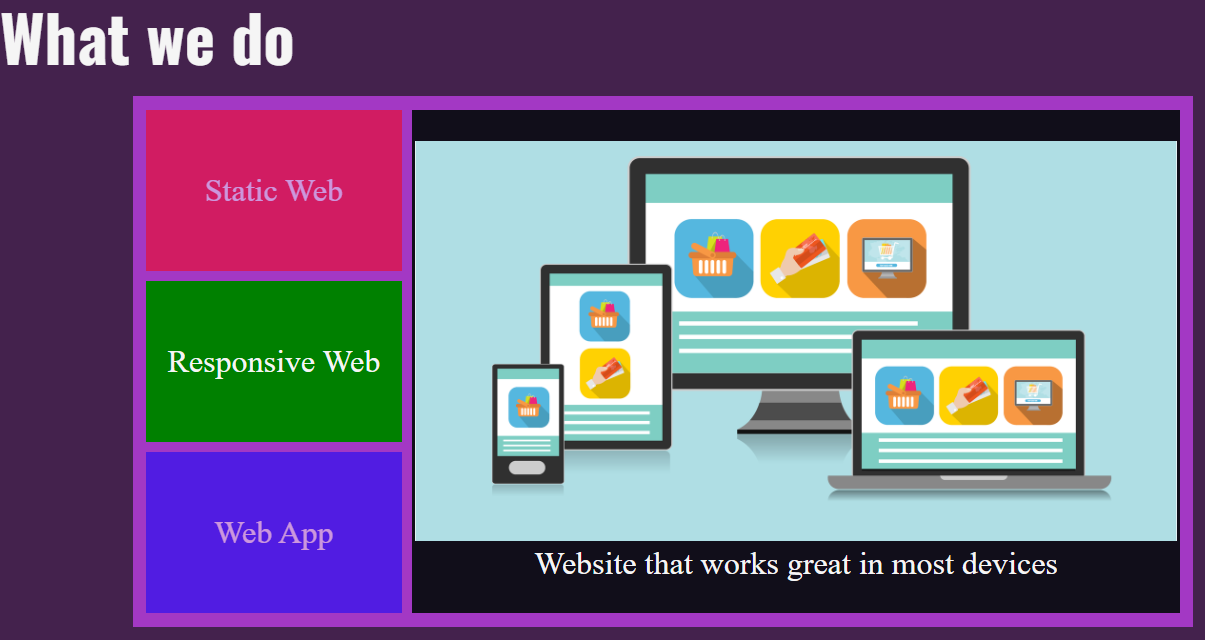 What we do
Static Web
Responsive Web
Web App
Website that works great in most devices